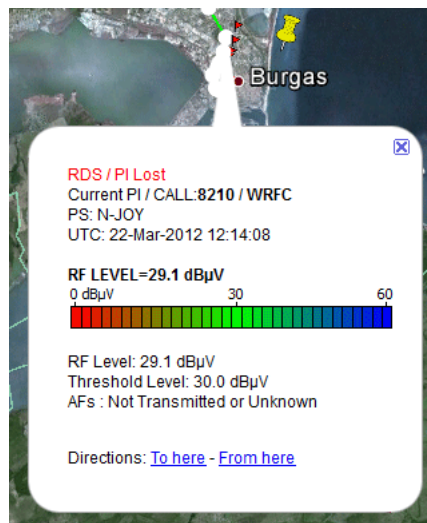 Burgas
RDS / PI Lost
Current PI / CALL:8210 / WRFC
PS: N-JOY
UTC: 22-Mar-2012 12:14:08
RF LEVEL=29.1 dBµV
0 dBµV 30 60
RF Level: 29.1 dBµV
Threshold Level: 30.0 dBµV
AFs : Not Transmitted or Unknown
Directions: To here - From here